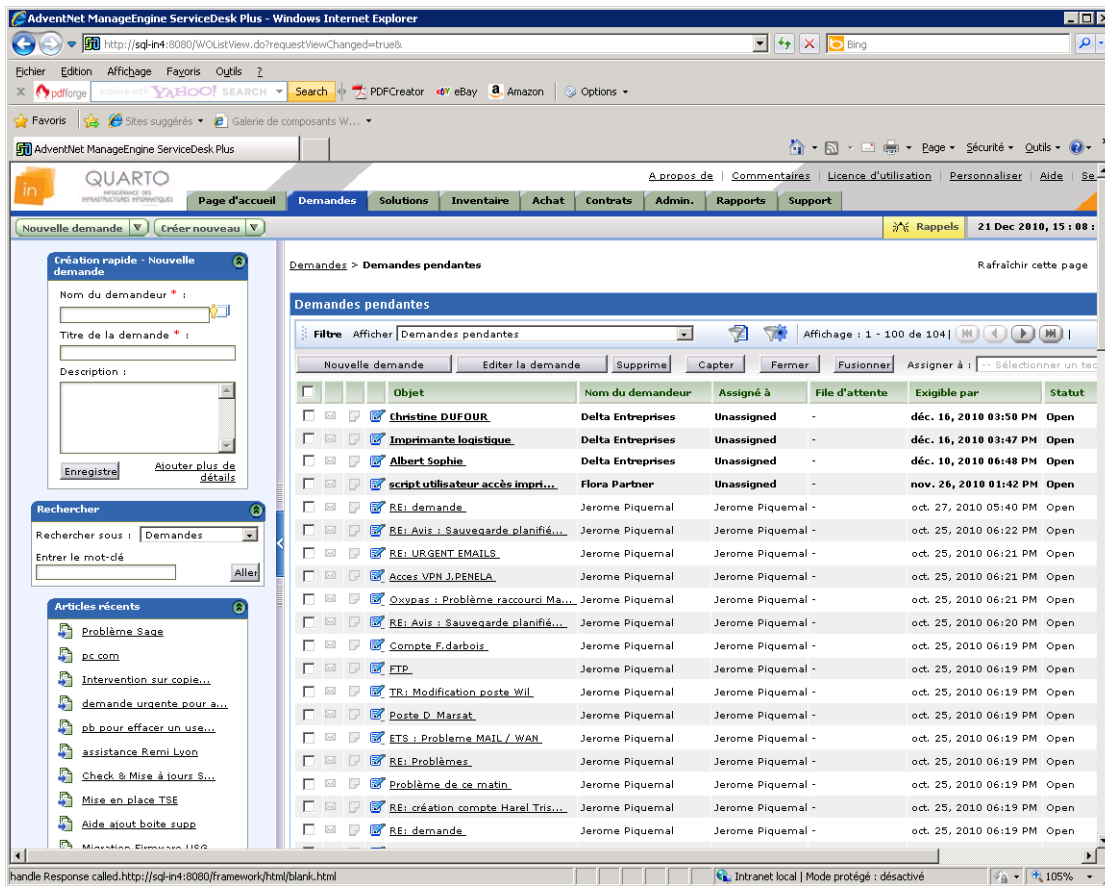 AdventNet ManageEngine ServiceDesk Plus - Windows Internet Explorer
http://sql-in4:8080/WOListView.do?requestViewChanged=true&
Bing
Fichier Edition Affichage Favoris Outils ?
pdfforge explore with YAHOO! SEARCH Search PDFCreator eBay Amazon Options
Favoris Sites suggérés Galerie de composants W...
AdventNet ManageEngine ServiceDesk Plus
Page Sécurité Outils
in QUARTO
INFOGÉRANCE DES
INFRASTRUCTURES INFORMATIQUES
A propos de | Commentaires | Licence d'utilisation | Personnaliser | Aide | Se
Page d'accueil Demandes Solutions Inventaire Achat Contrats Admin. Rapports Support
Nouvelle demande Créer nouveau Rappels 21 Dec 2010, 15 : 08 :
Création rapide - Nouvelle demande
Nom du demandeur * :
Titre de la demande * :
Description :
Enregistre Ajouter plus de détails
Rechercher
Rechercher sous : Demandes
Entrer le mot-clé
Aller
Articles récents
Problème Sage
pc com
Intervention sur copie...
demande urgente pour a...
pb pour effacer un use...
assistance Remi Lyon
Check & Mise à jours S...
Mise en place TSE
Aide ajout boite supp
Migration Firmware USG
Demandes > Demandes pendantes Rafraîchir cette page
Demandes pendantes
Filtre Afficher Demandes pendantes Affichage : 1 - 100 de 104 |
Nouvelle demande Editer la demande Supprime Capter Fermer Fusionner Assigner à : -- Sélectionner un tec
Objet Nom du demandeur Assigné à File d'attente Exigible par Statut
Christine DUFOUR Delta Entreprises Unassigned - déc. 16, 2010 03:50 PM Open
Imprimante logistique Delta Entreprises Unassigned - déc. 16, 2010 03:47 PM Open
Albert Sophie Delta Entreprises Unassigned - déc. 10, 2010 06:48 PM Open
script utilisateur accès impri... Flora Partner Unassigned - nov. 26, 2010 01:42 PM Open
RE: demande Jerome Piquemal Jerome Piquemal - oct. 27, 2010 05:40 PM Open
RE: Avis : Sauvegarde planifié... Jerome Piquemal Jerome Piquemal - oct. 25, 2010 06:22 PM Open
RE: URGENT EMAILS Jerome Piquemal Jerome Piquemal - oct. 25, 2010 06:21 PM Open
Acces VPN J.PENELA Jerome Piquemal Jerome Piquemal - oct. 25, 2010 06:21 PM Open
Oxypas : Problème raccourci Ma... Jerome Piquemal Jerome Piquemal - oct. 25, 2010 06:21 PM Open
RE: Avis : Sauvegarde planifié... Jerome Piquemal Jerome Piquemal - oct. 25, 2010 06:20 PM Open
Compte F.darbois Jerome Piquemal Jerome Piquemal - oct. 25, 2010 06:19 PM Open
FTP Jerome Piquemal Jerome Piquemal - oct. 25, 2010 06:19 PM Open
TR: Modification poste Wil Jerome Piquemal Jerome Piquemal - oct. 25, 2010 06:19 PM Open
Poste D Marsat Jerome Piquemal Jerome Piquemal - oct. 25, 2010 06:19 PM Open
ETS : Probleme MAIL / WAN Jerome Piquemal Jerome Piquemal - oct. 25, 2010 06:19 PM Open
RE: Problèmes Jerome Piquemal Jerome Piquemal - oct. 25, 2010 06:19 PM Open
Problème de ce matin Jerome Piquemal Jerome Piquemal - oct. 25, 2010 06:19 PM Open
RE: création compte Harel Tris... Jerome Piquemal Jerome Piquemal - oct. 25, 2010 06:19 PM Open
RE: demande Jerome Piquemal Jerome Piquemal - oct. 25, 2010 06:19 PM Open
handle Response called.http://sql-in4:8080/framework/html/blank.html Intranet local | Mode protégé : désactivé 105%